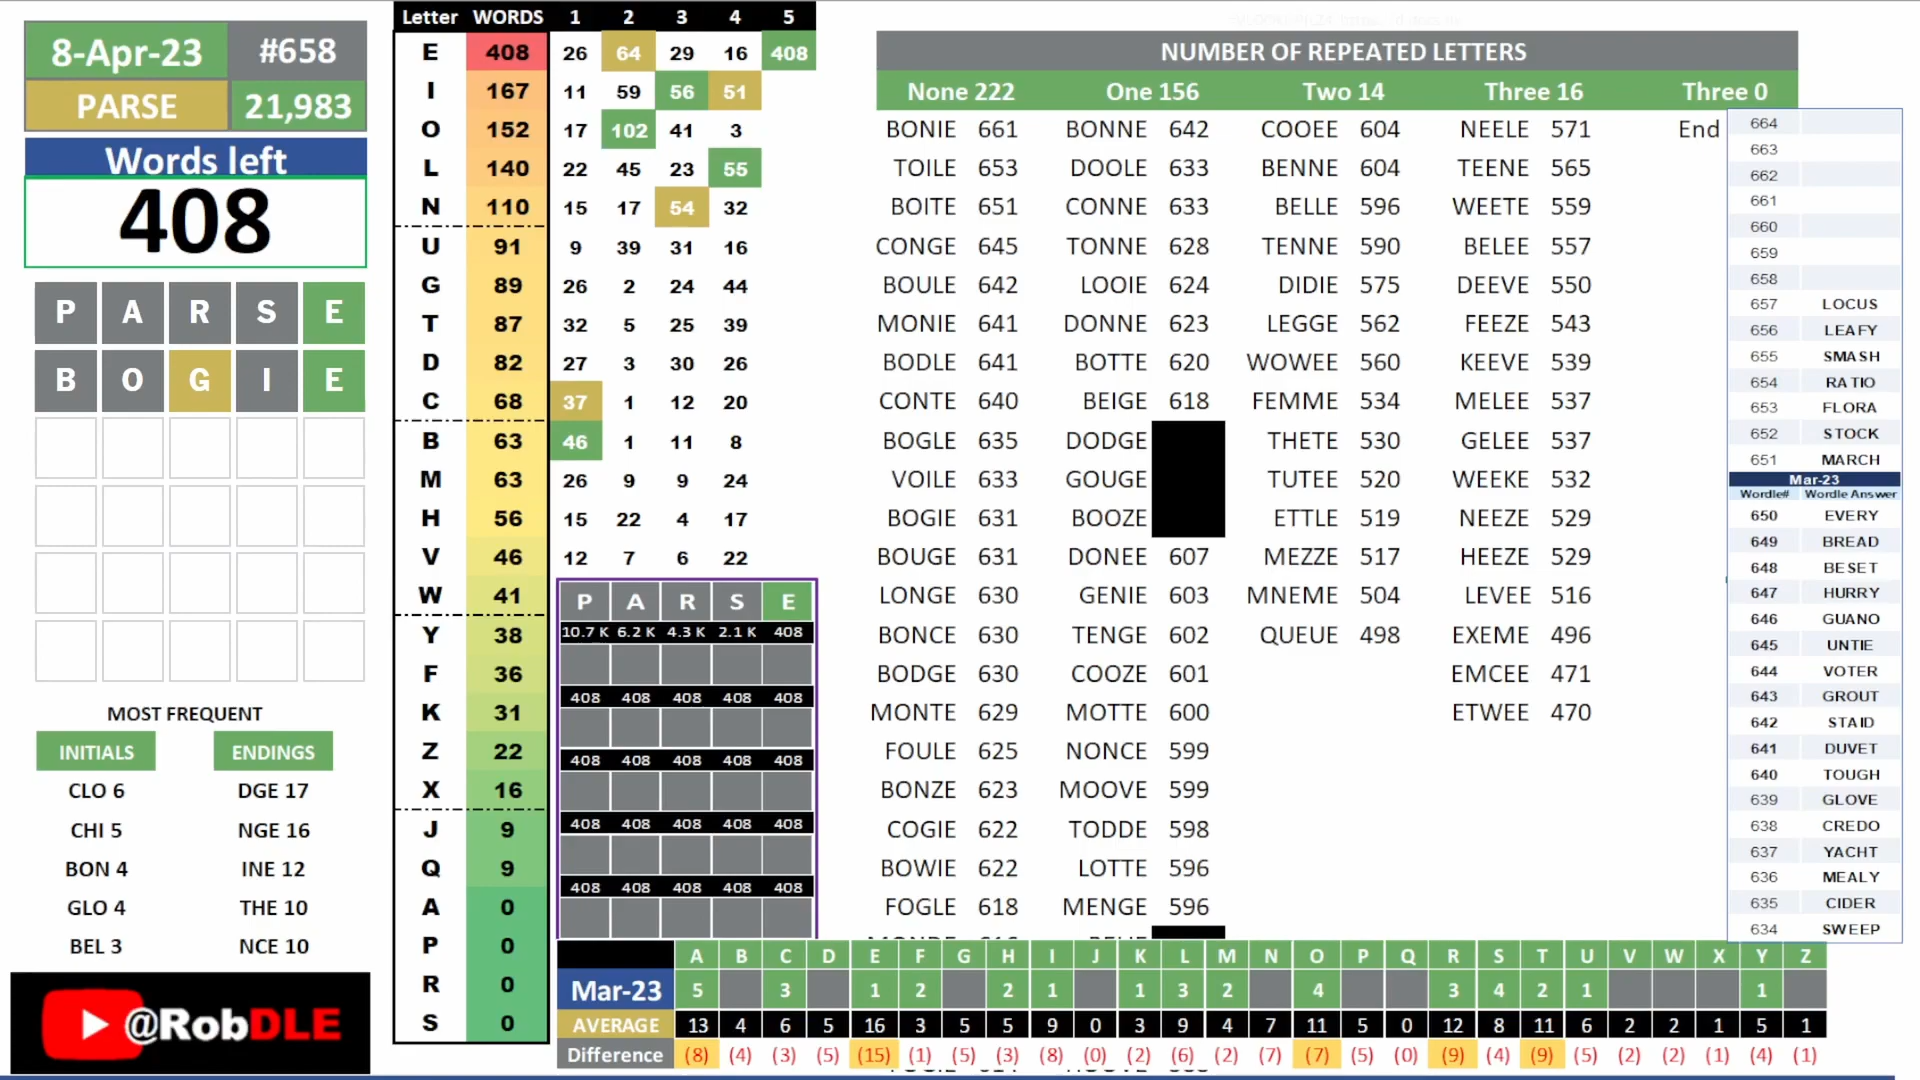 8-Apr-23 #658
PARSE 21,983
Words left
408
P A R S E
B O G I E
MOST FREQUENT
INITIALS ENDINGS
CLO 6 DGE 17
CHI 5 NGE 16
BON 4 INE 12
GLO 4 THE 10
BEL 3 NCE 10
@RobDLE
Letter WORDS 1 2 3 4 5
E 408 26 64 29 16 408
I 167 11 59 56 51
O 152 17 102 41 3
L 140 22 45 23 55
N 110 15 17 54 32
U 91 9 39 31 16
G 89 26 2 24 44
T 87 32 5 25 39
D 82 27 3 30 26
C 68 37 1 12 20
B 63 46 1 11 8
M 63 26 9 9 24
H 56 15 22 4 17
V 46 12 7 6 22
W 41
Y 38
F 36
K 31
Z 22
X 16
J 9
Q 9
A 0
P 0
R 0
S 0
P A R S E
10.7 K 6.2 K 4.3 K 2.1 K 408
408 408 408 408 408
408 408 408 408 408
408 408 408 408 408
408 408 408 408 408
NUMBER OF REPEATED LETTERS
None 222 One 156 Two 14 Three 16 Three 0
BONIE 661 BONNE 642 COOEE 604 NEELE 571 End
TOILE 653 DOOLE 633 BENNE 604 TEENE 565
BOITE 651 CONNE 633 BELLE 596 WEETE 559
CONGE 645 TONNE 628 TENNE 590 BELEE 557
BOULE 642 LOOIE 624 DIDIE 575 DEEVE 550
MONIE 641 DONNE 623 LEGGE 562 FEEZE 543
BODLE 641 BOTTE 620 WOWEE 560 KEEVE 539
CONTE 640 BEIGE 618 FEMME 534 MELEE 537
BOGLE 635 DODGE THETE 530 GELEE 537
VOILE 633 GOUGE TUTEE 520 WEEKE 532
BOGIE 631 BOOZE ETTLE 519 NEEZE 529
BOUGE 631 DONEE 607 MEZZE 517 HEEZE 529
LONGE 630 GENIE 603 MNEME 504 LEVEE 516
BONCE 630 TENGE 602 QUEUE 498 EXEME 496
BODGE 630 COOZE 601 EMCEE 471
MONTE 629 MOTTE 600 ETWEE 470
FOULE 625 NONCE 599
BONZE 623 MOOVE 599
COGIE 622 TODDE 598
BOWIE 622 LOTTE 596
FOGLE 618 MENGE 596
664
663
662
661
660
659
658
657 LOCUS
656 LEAFY
655 SMASH
654 RATIO
653 FLORA
652 STOCK
651 MARCH
Mar-23
Wordle# Wordle Answer
650 EVERY
649 BREAD
648 BESET
647 HURRY
646 GUANO
645 UNTIE
644 VOTER
643 GROUT
642 STAID
641 DUVET
640 TOUGH
639 GLOVE
638 CREDO
637 YACHT
636 MEALY
635 CIDER
634 SWEEP
A B C D E F G H I J K L M N O P Q R S T U V W X Y Z
Mar-23 5 3 1 2 2 1 1 3 2 4 3 4 2 1 1
AVERAGE 13 4 6 5 16 3 5 5 9 0 3 9 4 7 11 5 0 12 8 11 6 2 2 1 5 1
Difference (8) (4) (3) (5) (15) (1) (5) (3) (8) (0) (2) (6) (2) (7) (7) (5) (0) (9) (4) (9) (5) (2) (2) (1) (4) (1)